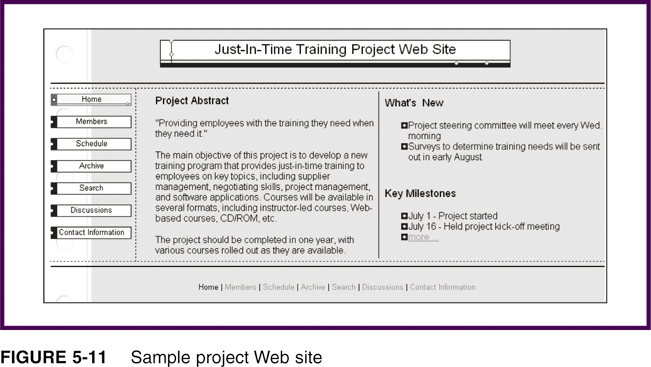 Just-In-Time Training Project Web Site
Home
Members
Schedule
Archive
Search
Discussions
Contact Information
Project Abstract
"Providing employees with the training they need when
they need it."
The main objective of this project is to develop a new
training program that provides just-in-time training to
employees on key topics, including supplier
management, negotiating skills, project management,
and software applications. Courses will be available in
several formats, including instructor-led courses, Web-
based courses, CD/ROM, etc.
The project should be completed in one year, with
various courses rolled out as they are available.
What's New
Project steering committee will meet every Wed.
morning
Surveys to determine training needs will be sent
out in early August
Key Milestones
July 1 - Project started
July 16 - Held project kick-off meeting
more ...
Home | Members | Schedule | Archive | Search | Discussions | Contact Information
FIGURE 5-11 Sample project Web site